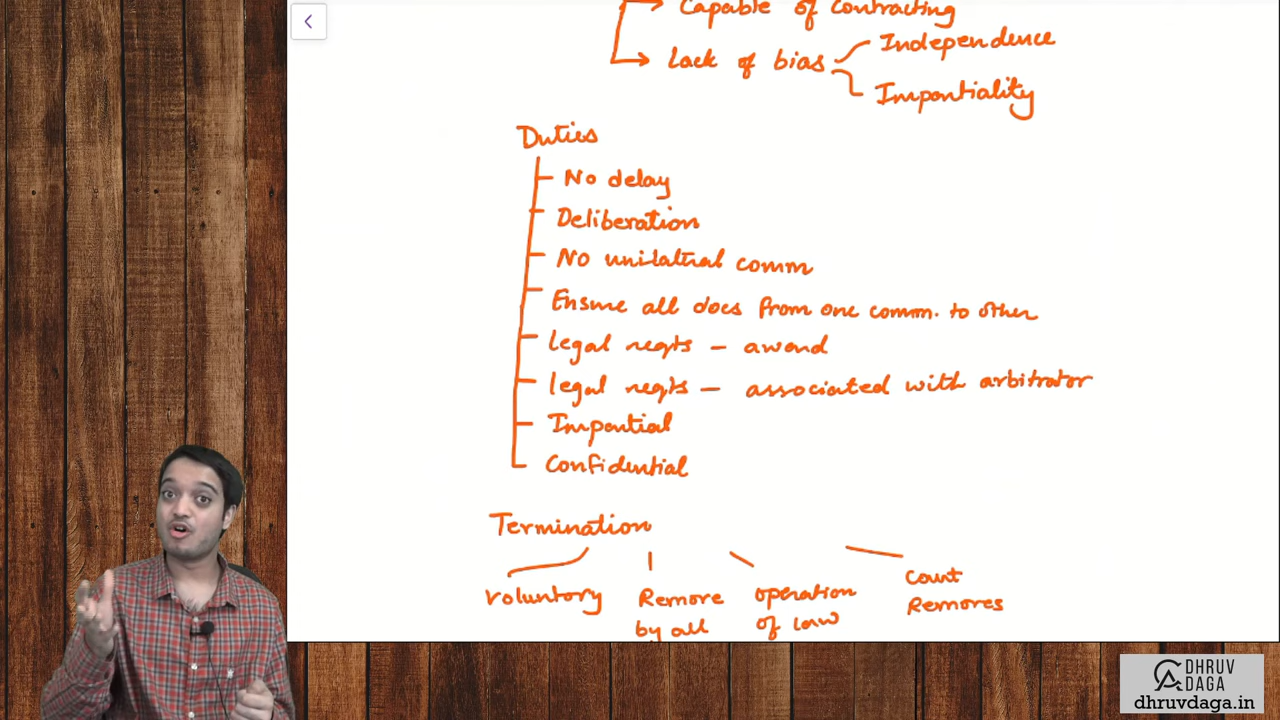 Capable of contracting
Lack of bias
Independence
Impartiality
Duties
No delay
Deliberation
No unilateral comm
Ensure all docs from one comm. to other
Legal reqts - award
Legal reqts - associated with arbitrator
Impartial
Confidential
Termination
Voluntory
Remove
by all
operation
of law
Court
Removes
DHRUV
DAGA
dhruvdaga.in